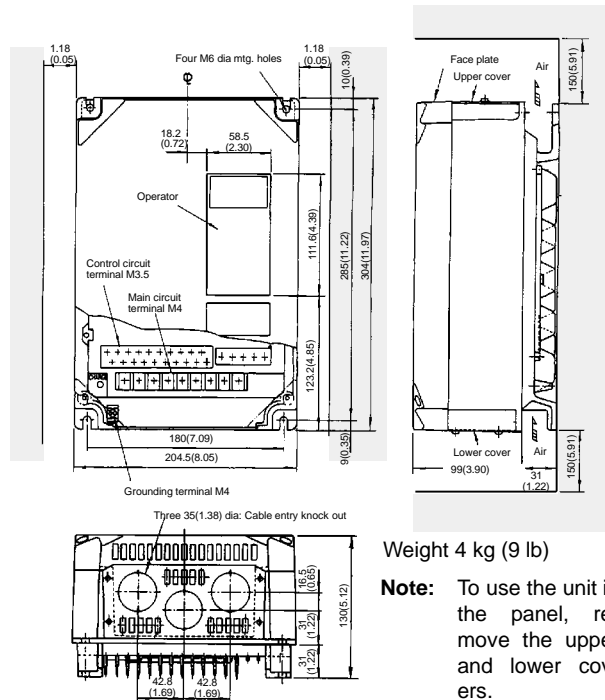 1.18
(0.05)
Four M6 dia mtg. holes
1.18
(0.05)
10(0.39)
18.2
(0.72)
58.5
(2.30)
Operator
111.6(4.39)
285(11.22)
304(11.97)
Control circuit
terminal M3.5
Main circuit
terminal M4
123.2(4.85)
180(7.09)
204.5(8.05)
9(0.35)
Grounding terminal M4
Face plate
Upper cover
Air
150(5.91)
Lower cover
Air
99(3.90)
31
(1.22)
150(5.91)
Three 35(1.38) dia: Cable entry knock out
16.5
(0.65)
31
(1.22)
31
(1.22)
130(5.12)
42.8
(1.69)
42.8
(1.69)
Weight 4 kg (9 lb)
Note: To use the unit i
the panel, re
move the uppe
and lower cov
ers.